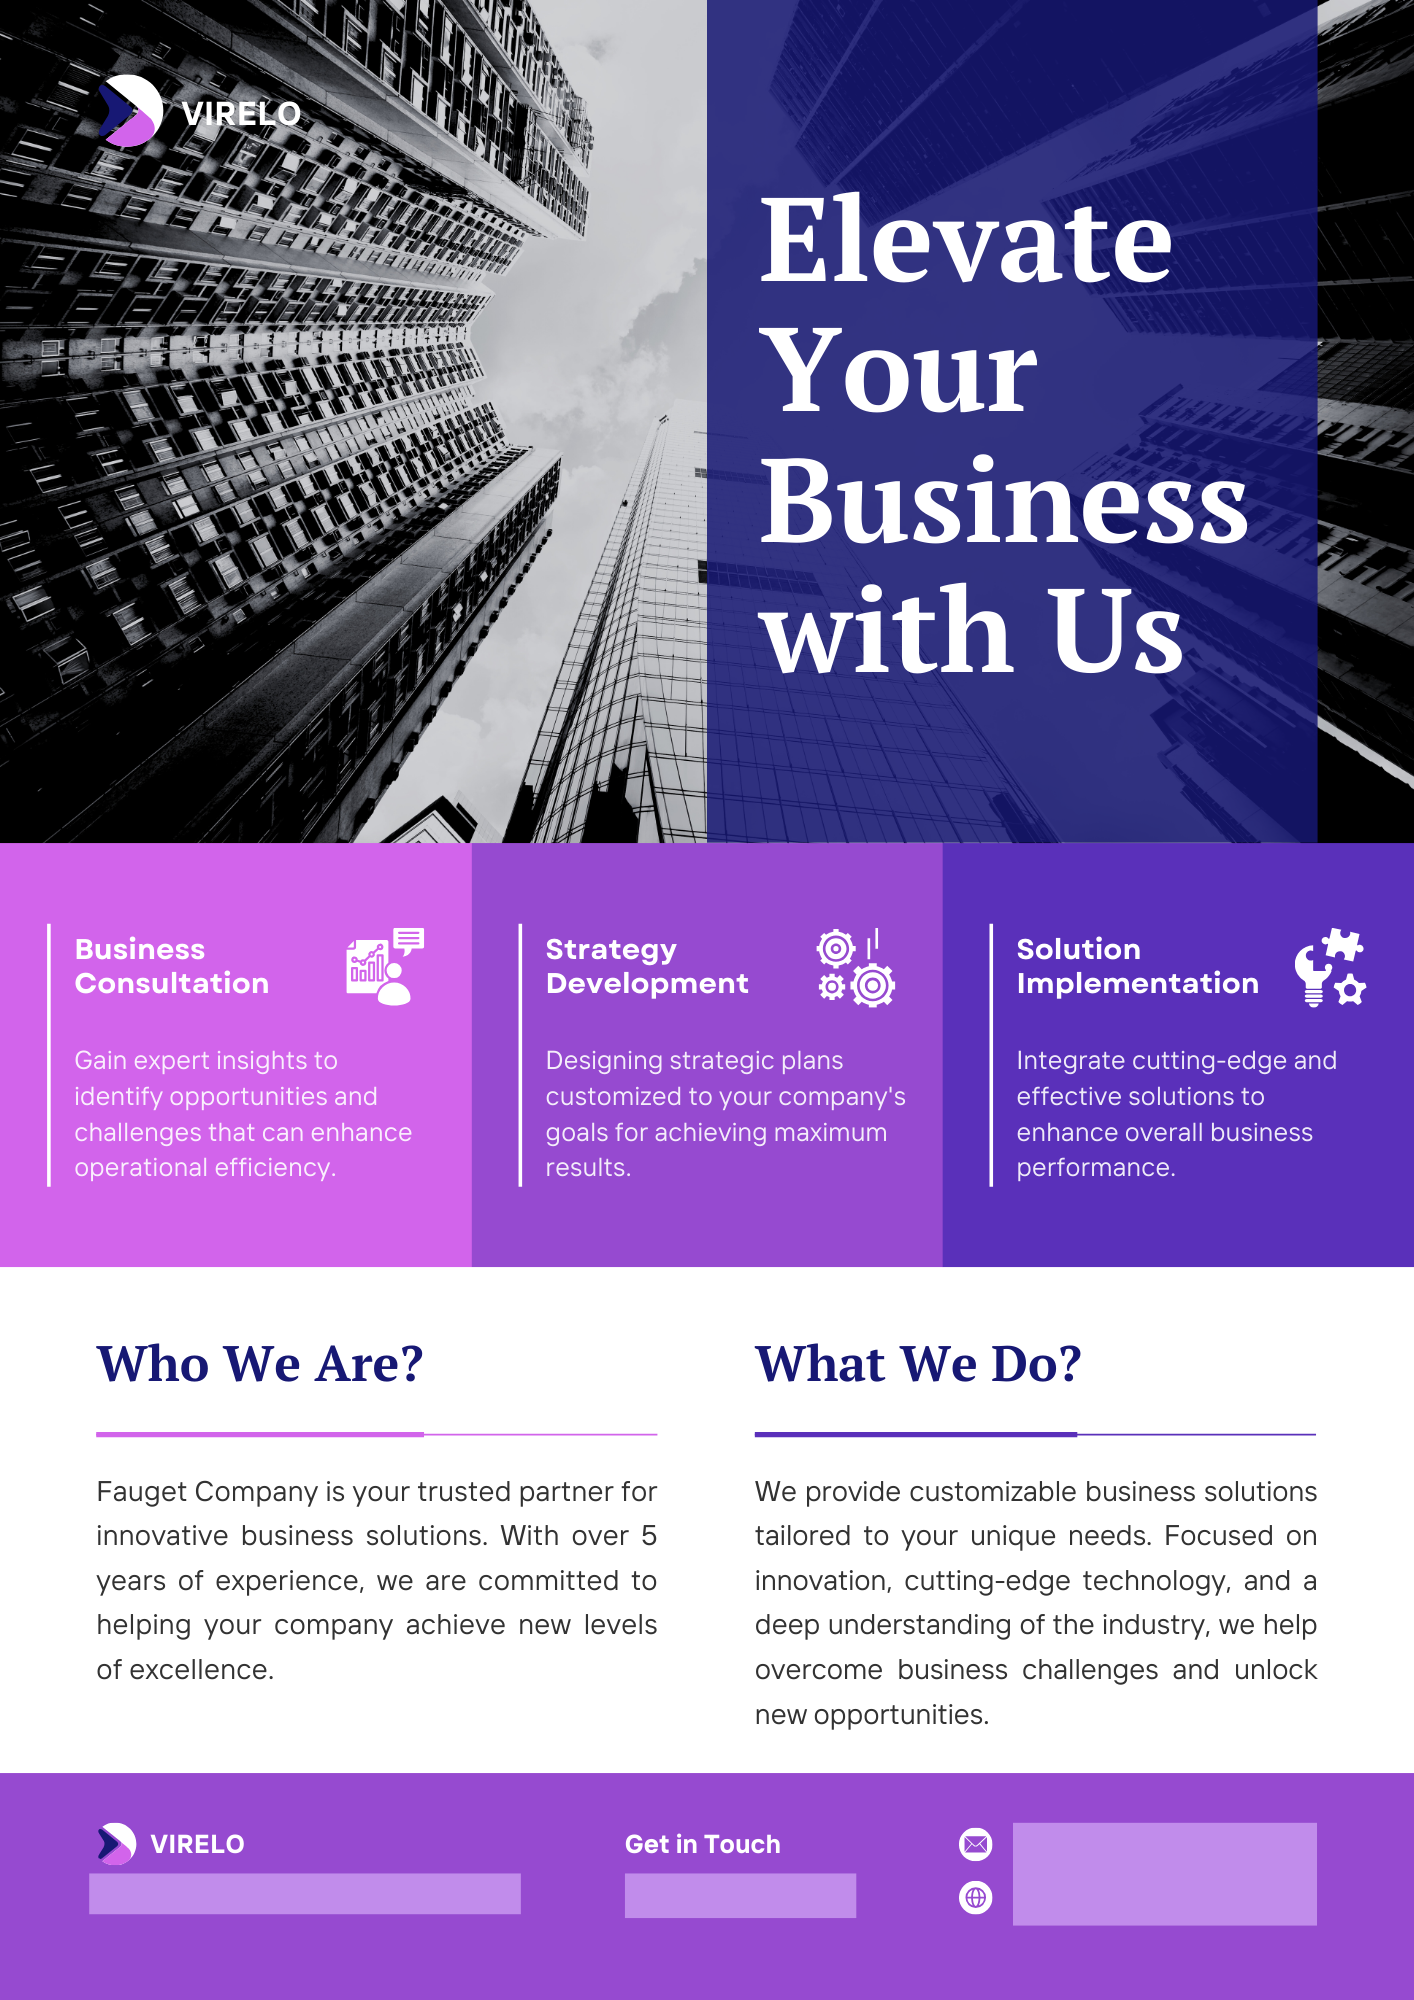 VIRELO
Elevate
Your
Business
with Us
Business
Consultation
Gain expert insights to
identify opportunities and
challenges that can enhance
operational efficiency.
Strategy
Development
Designing strategic plans
customized to your company's
goals for achieving maximum
results.
Solution
Implementation
Integrate cutting-edge and
effective solutions to
enhance overall business
performance.
Who We Are?
Fauget Company is your trusted partner for
innovative business solutions. With over 5
years of experience, we are committed to
helping your company achieve new levels
of excellence.
What We Do?
We provide customizable business solutions
tailored to your unique needs. Focused on
innovation, cutting-edge technology, and a
deep understanding of the industry, we help
overcome business challenges and unlock
new opportunities.
VIRELO
Get in Touch